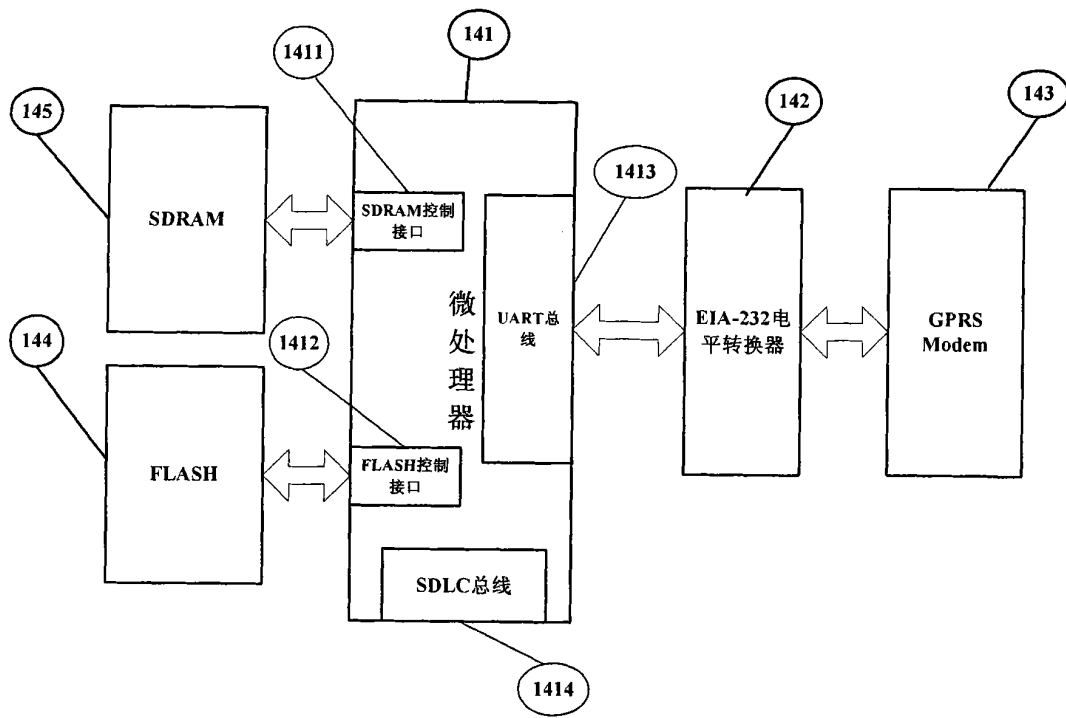 1411
141
145
142
143
1413
SDRAM
SDRAM控制
接口
微处理器
UART总
线
EIA-232电
平转换器
GPRS
Modem
144
1412
FLASH
FLASH控制
接口
SDLC总线
1414